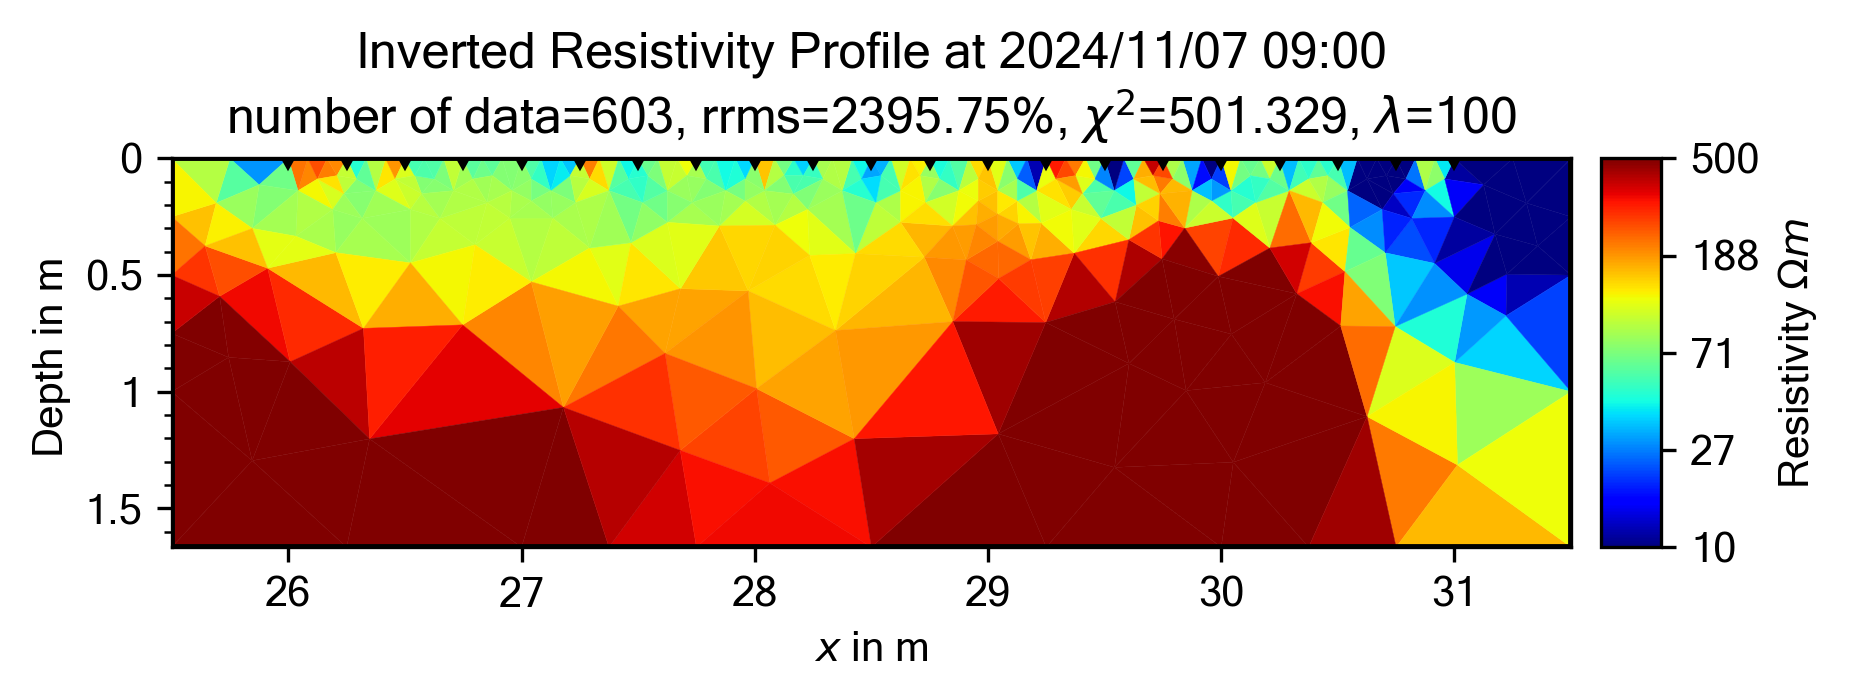 Inverted Resistivity Profile at 2024/11/07 09:00
number of data=603, rrms=2395.75%, χ²=501.329, λ=100
0
0.5
1
1.5
Depth in m
26 27 28 29 30 31
x in m
500
188
71
27
10
Resistivity Ωm